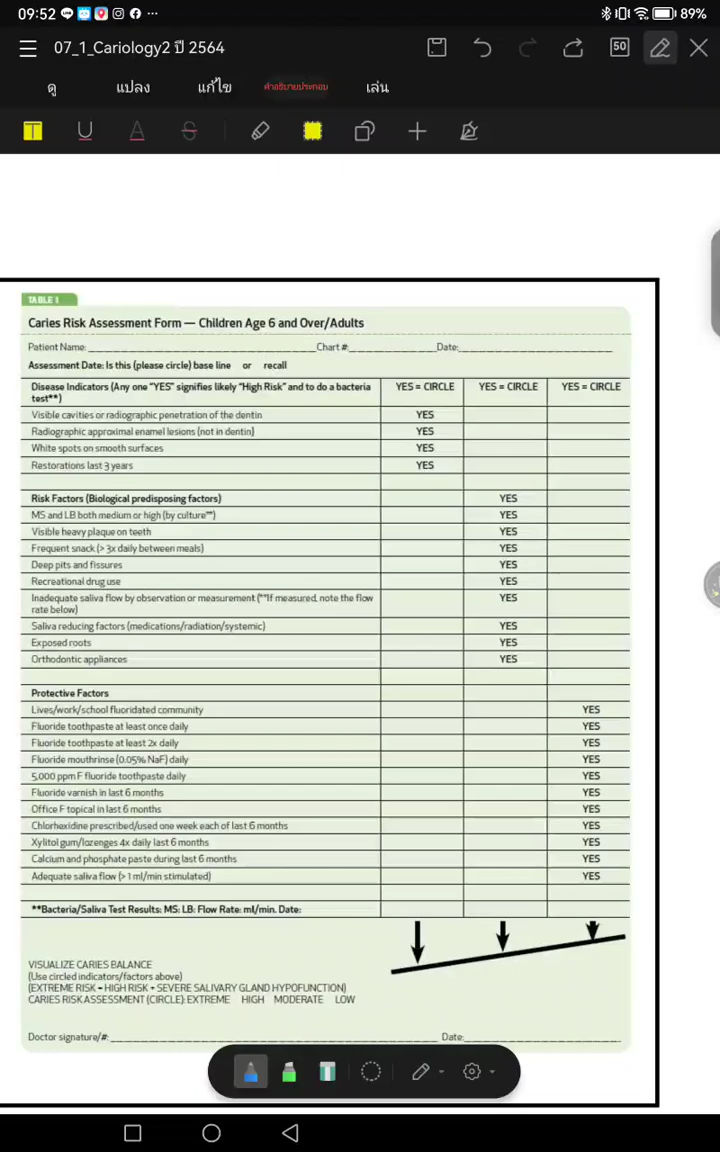 09:52
89%
07_1_Cariology2 ปี 2564
50
ดู แปลง แก้ไข คำอธิบายประกอบ เล่น
TABLE 1
Caries Risk Assessment Form — Children Age 6 and Over/Adults
Patient Name: Chart #: Date:
Assessment Date: Is this (please circle) base line or recall
Disease Indicators (Any one "YES" signifies likely "High Risk" and to do a bacteria test**) YES = CIRCLE YES = CIRCLE YES = CIRCLE
Visible cavities or radiographic penetration of the dentin YES
Radiographic approximal enamel lesions (not in dentin) YES
White spots on smooth surfaces YES
Restorations last 3 years YES
Risk Factors (Biological predisposing factors) YES
MS and LB both medium or high (by culture**) YES
Visible heavy plaque on teeth YES
Frequent snack (> 3x daily between meals) YES
Deep pits and fissures YES
Recreational drug use YES
Inadequate saliva flow by observation or measurement (**If measured, note the flow rate below) YES
Saliva reducing factors (medications/radiation/systemic) YES
Exposed roots YES
Orthodontic appliances YES
Protective Factors
Lives/work/school fluoridated community YES
Fluoride toothpaste at least once daily YES
Fluoride toothpaste at least 2x daily YES
Fluoride mouthrinse (0.05% NaF) daily YES
5,000 ppm F fluoride toothpaste daily YES
Fluoride varnish in last 6 months YES
Office F topical in last 6 months YES
Chlorhexidine prescribed/used one week each of last 6 months YES
Xylitol gum/lozenges 4x daily last 6 months YES
Calcium and phosphate paste during last 6 months YES
Adequate saliva flow (> 1 ml/min stimulated) YES
**Bacteria/Saliva Test Results: MS: LB: Flow Rate: ml/min. Date:
VISUALIZE CARIES BALANCE
(Use circled indicators/factors above)
(EXTREME RISK = HIGH RISK + SEVERE SALIVARY GLAND HYPOFUNCTION)
CARIES RISK ASSESSMENT (CIRCLE): EXTREME HIGH MODERATE LOW
Doctor signature/#: Date: